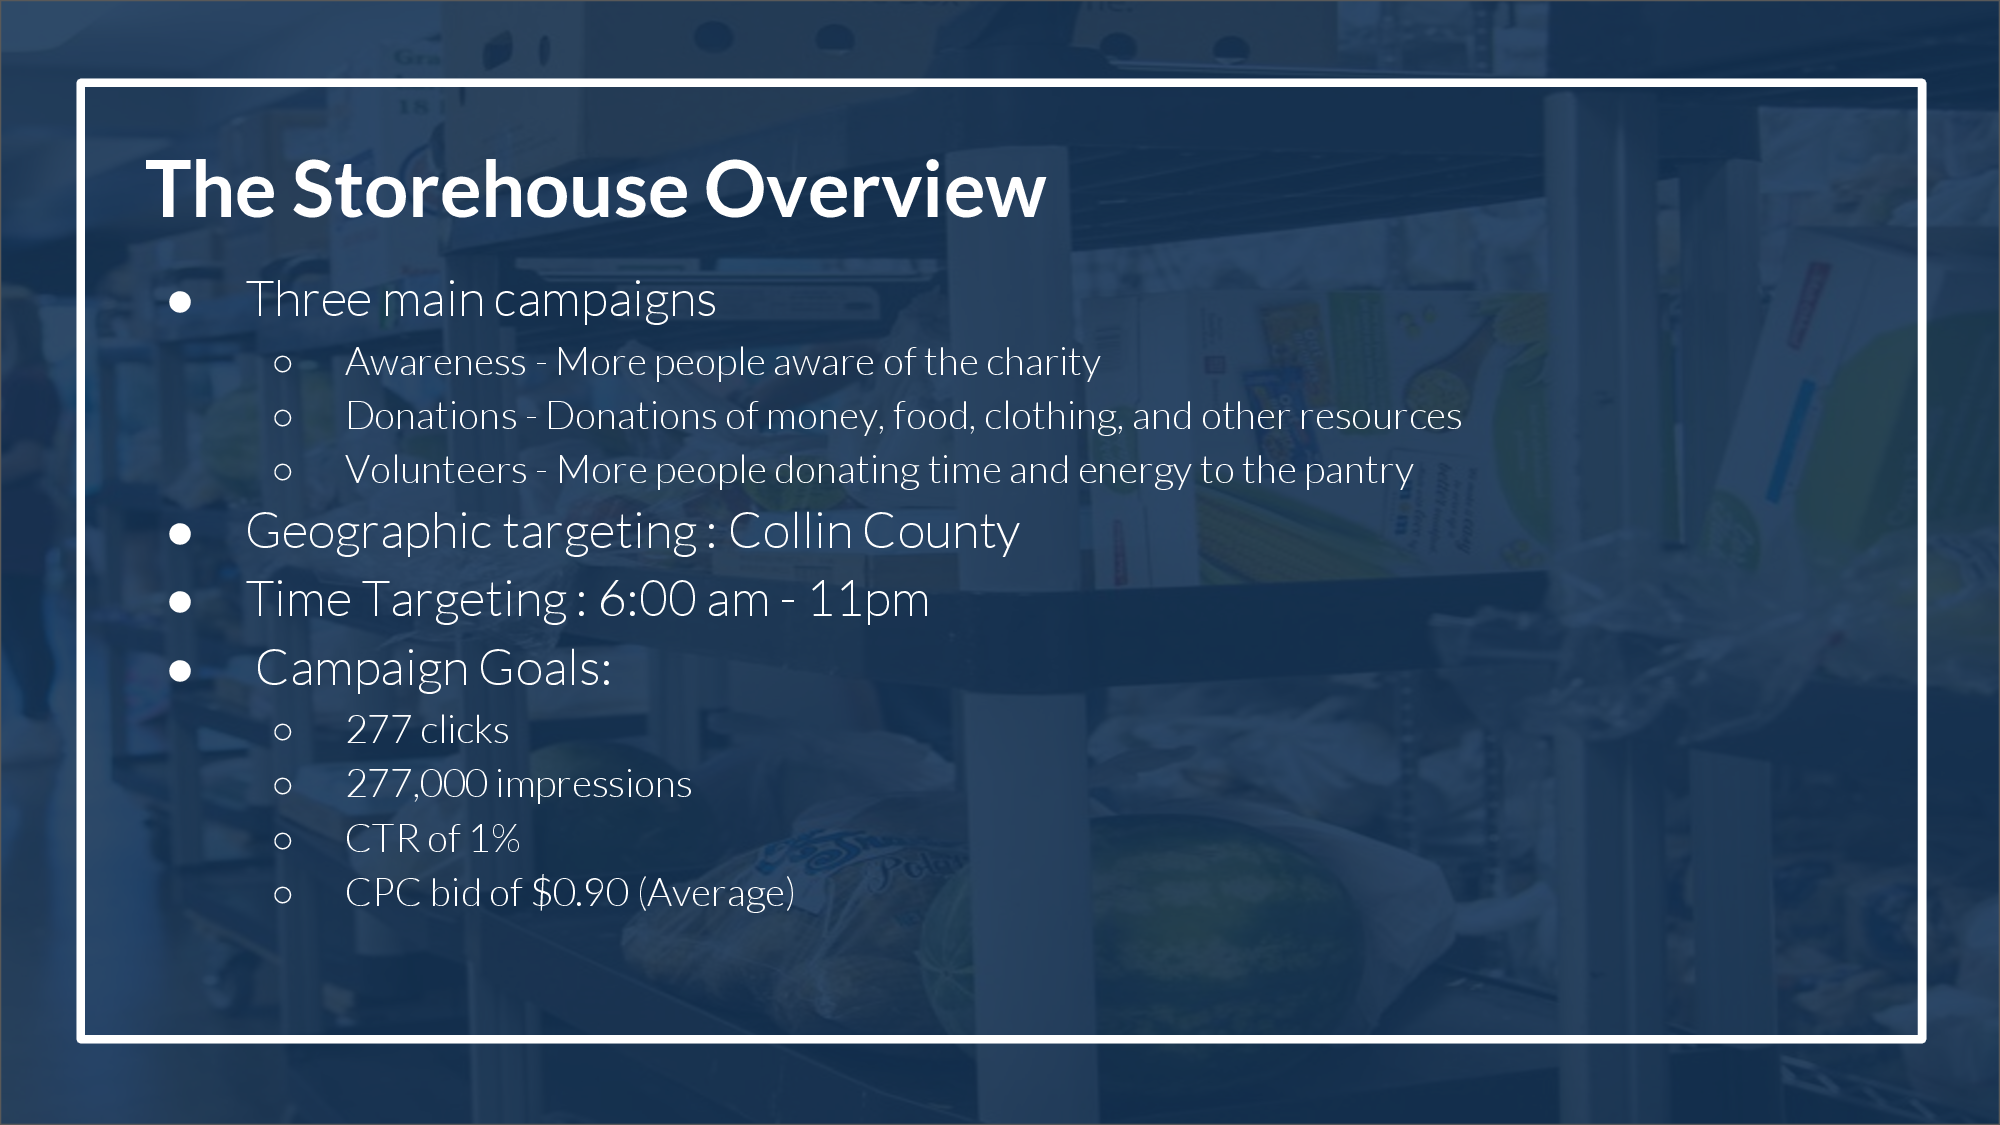 The Storehouse Overview
● Three main campaigns
○ Awareness - More people aware of the charity
○ Donations - Donations of money, food, clothing, and other resources
○ Volunteers - More people donating time and energy to the pantry
● Geographic targeting : Collin County
● Time Targeting : 6:00 am - 11pm
● Campaign Goals:
○ 277 clicks
○ 277,000 impressions
○ CTR of 1%
○ CPC bid of $0.90 (Average)